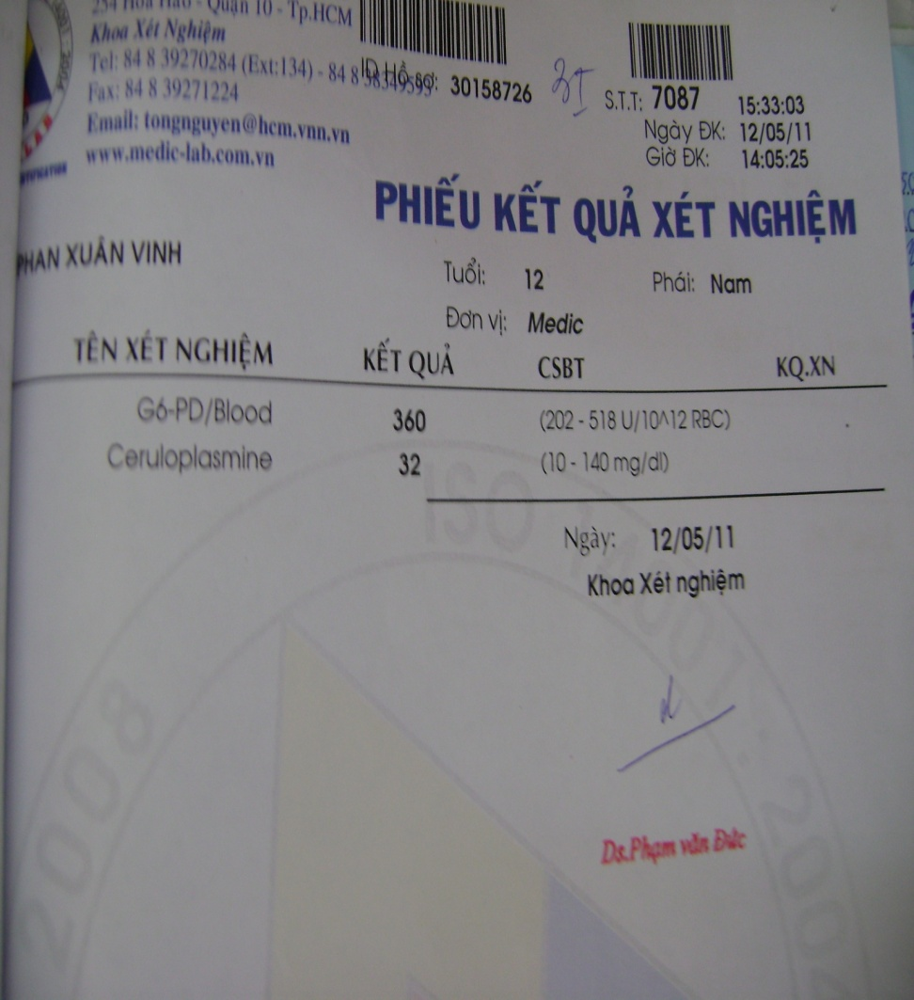 254 Hòa Hảo - Quận 10 - Tp.HCM
Khoa Xét Nghiệm
Tel: 84 8 39270284 (Ext:134) - 84 8 38349593
Fax: 84 8 39271224
Email: tongnguyen@hcm.vnn.vn
www.medic-lab.com.vn
ID Hồ sơ: 30158726
S.T.T: 7087 15:33:03
Ngày ĐK: 12/05/11
Giờ ĐK: 14:05:25
PHIẾU KẾT QUẢ XÉT NGHIỆM
PHAN XUÂN VINH
Tuổi: 12 Phái: Nam
Đơn vị: Medic
TÊN XÉT NGHIỆM KẾT QUẢ CSBT KQ.XN
G6-PD/Blood 360 (202 - 518 U/10^12 RBC)
Ceruloplasmine 32 (10 - 140 mg/dl)
Ngày: 12/05/11
Khoa Xét nghiệm
Ds.Phạm văn Đức
2008 ISO 14001 : 2004